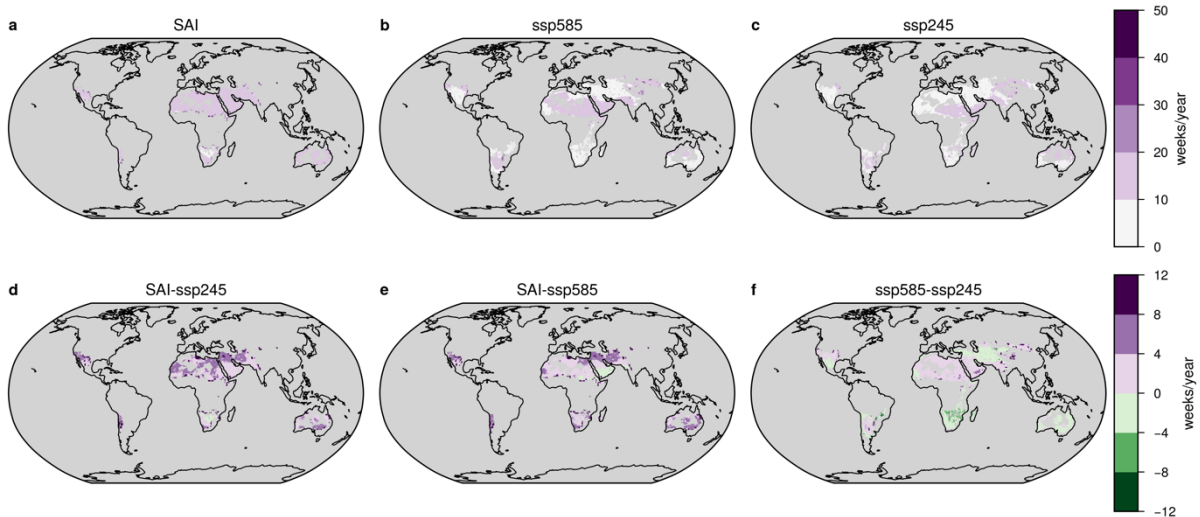 a SAI
b ssp585
c ssp245
50
40
30
20
10
0
weeks/year
d SAI-ssp245
e SAI-ssp585
f ssp585-ssp245
12
8
4
0
−4
−8
−12
weeks/year